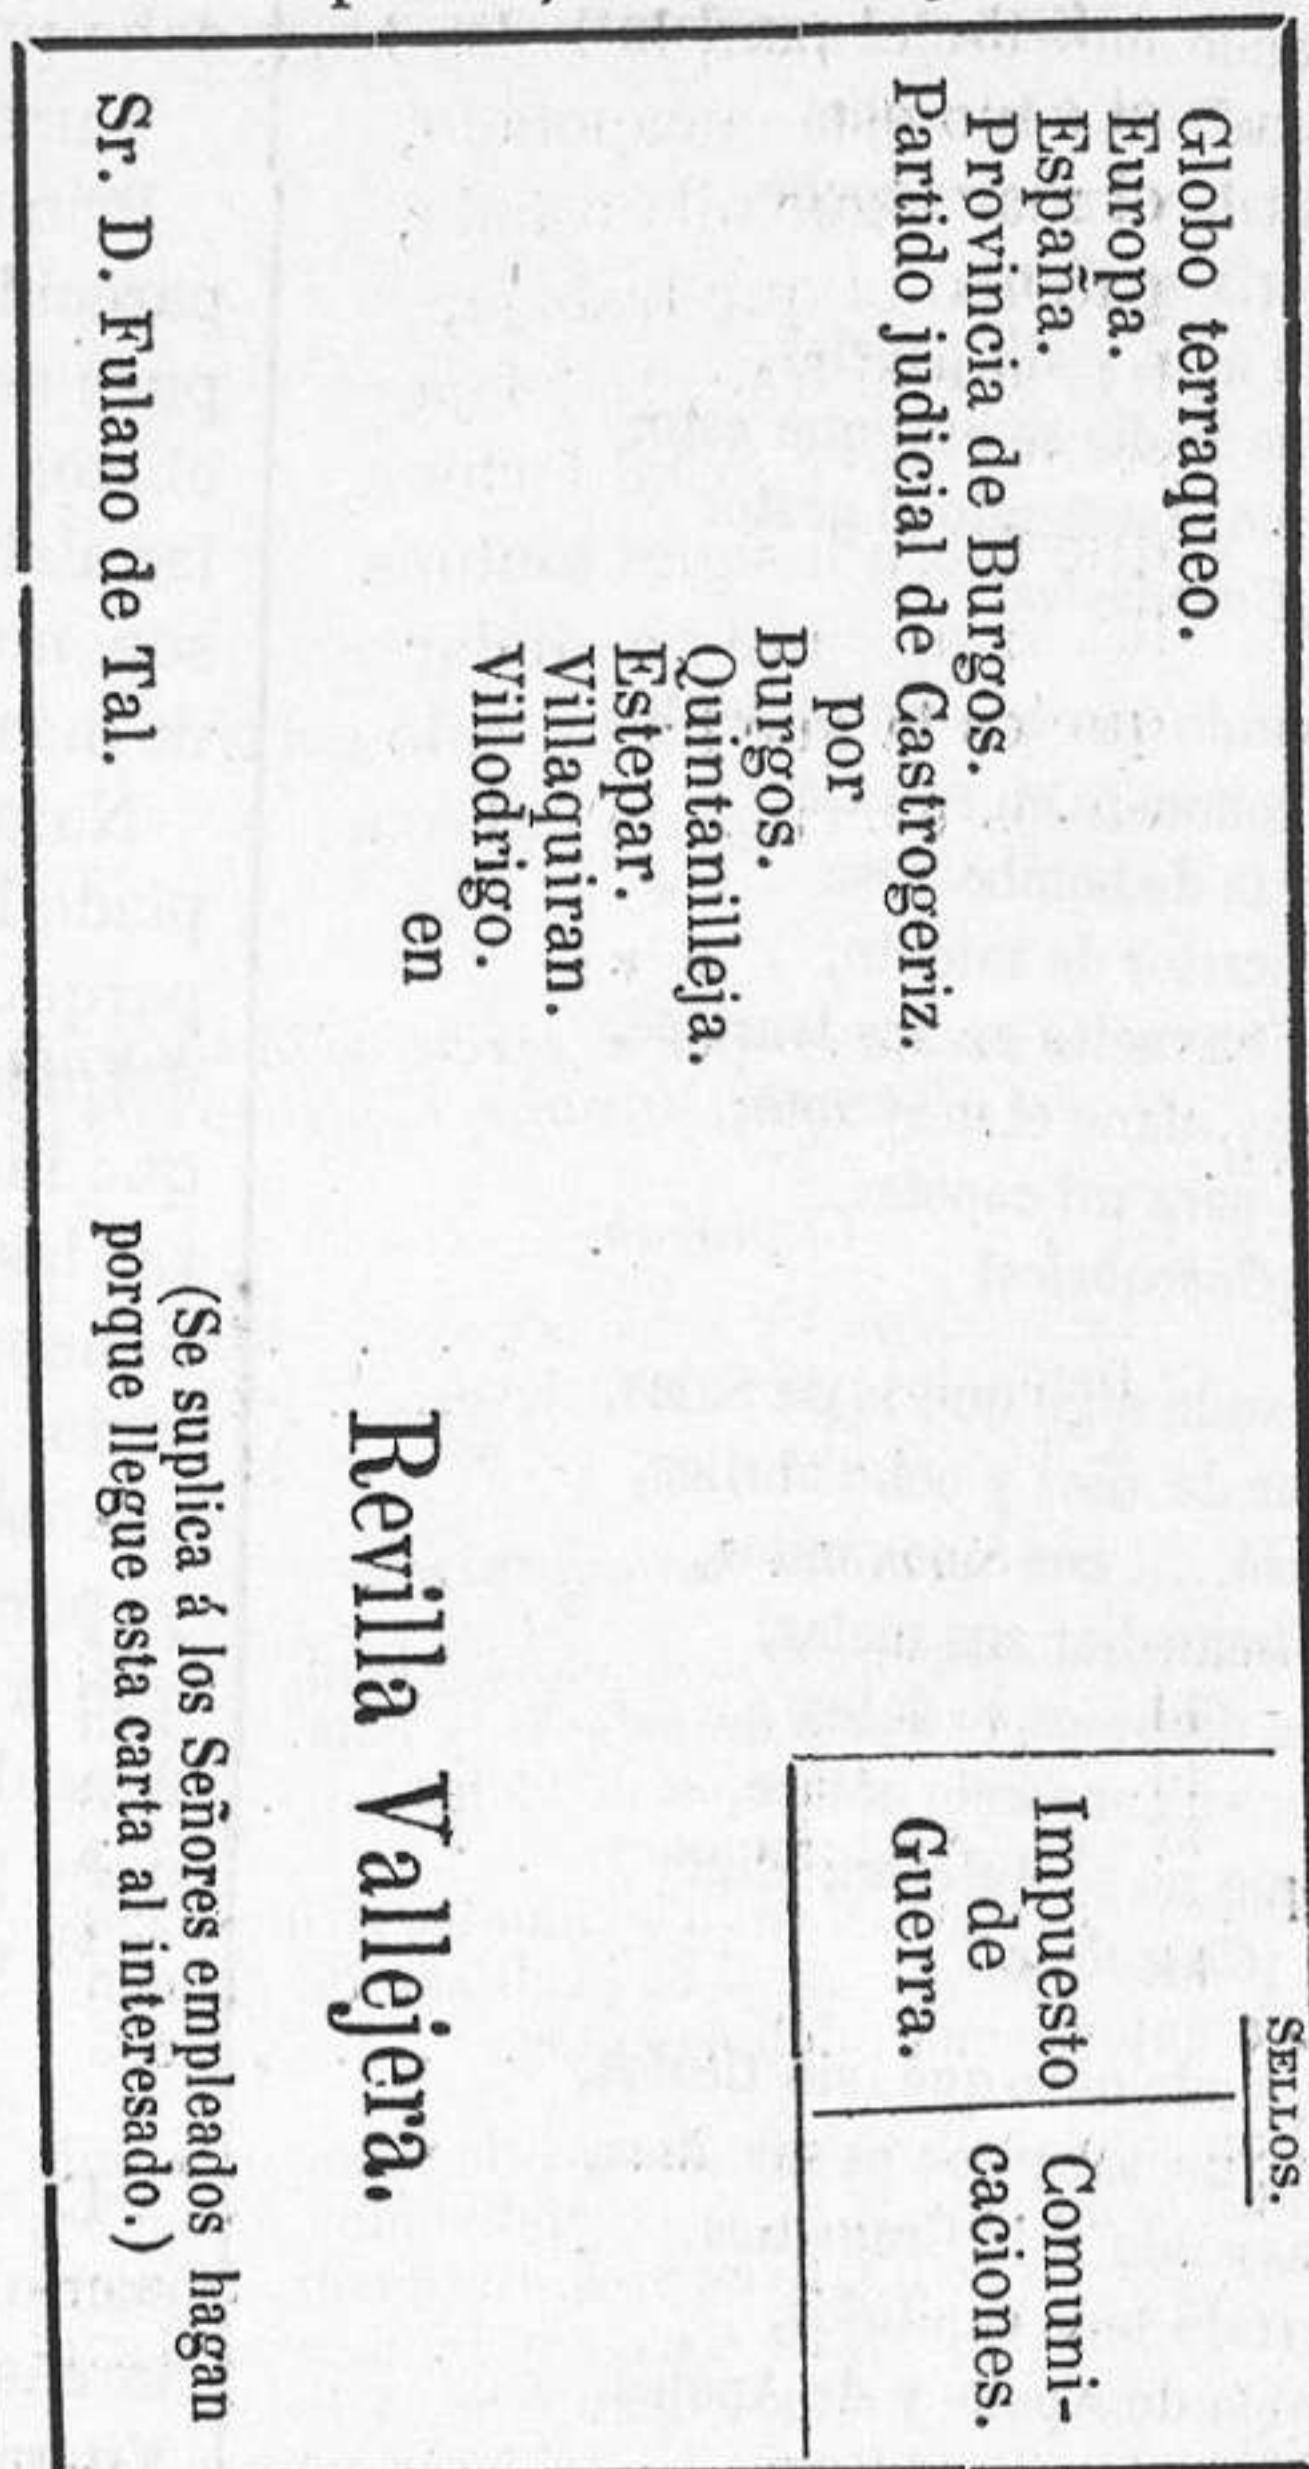 SELLOS.
Globo terraqueo.
Europa.
España.
Provincia de Burgos.
Partido judicial de Castrogeriz.
Impuesto
de
Guerra.
Comuni-
caciones.
por
Burgos.
Quintanilleja.
Estepar.
Villaquiran.
Villodrigo.
en
Revilla Vallejera.
(Se suplica á los Señores empleados hagan
porque llegue esta carta al interesado.)
Sr. D. Fulano de Tal.